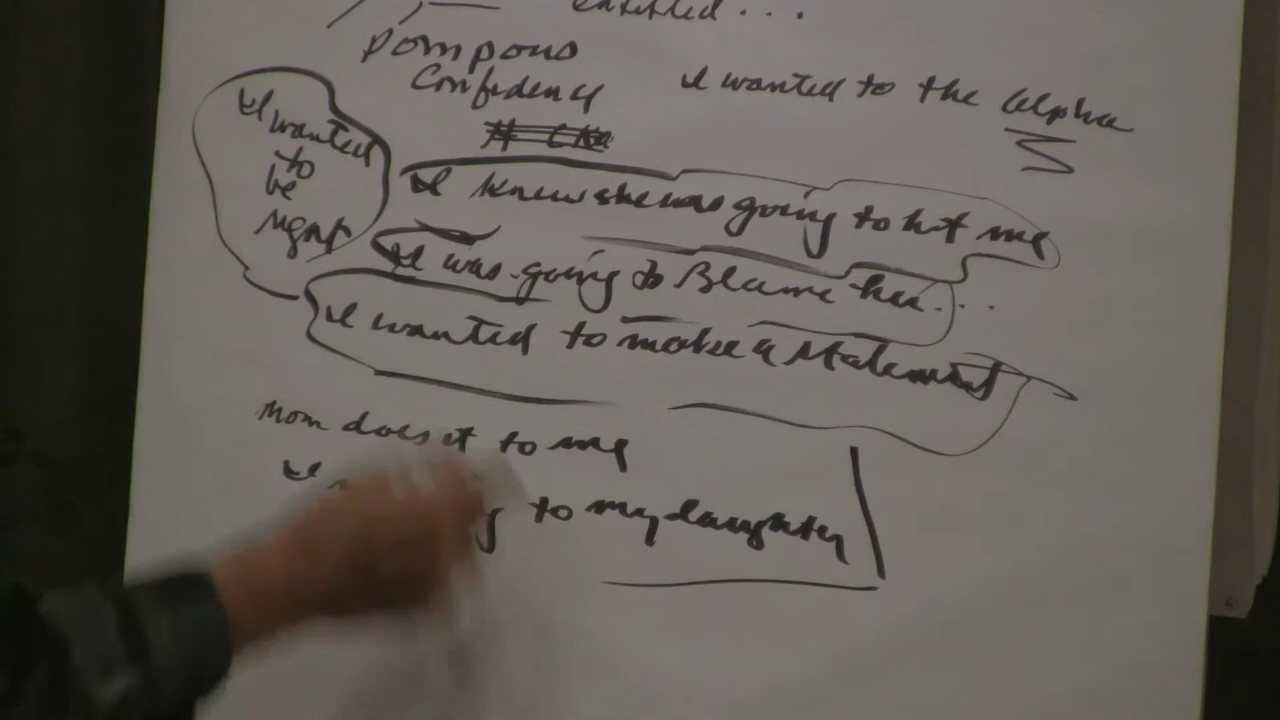 entitled...
Pompous
Confidency
I wanted to the alpha
I wanted
to
be
right
I knew she was going to hit me
I was going to Blame her...
I wanted to make a Statement
Mom does it to me
I
to my daughter